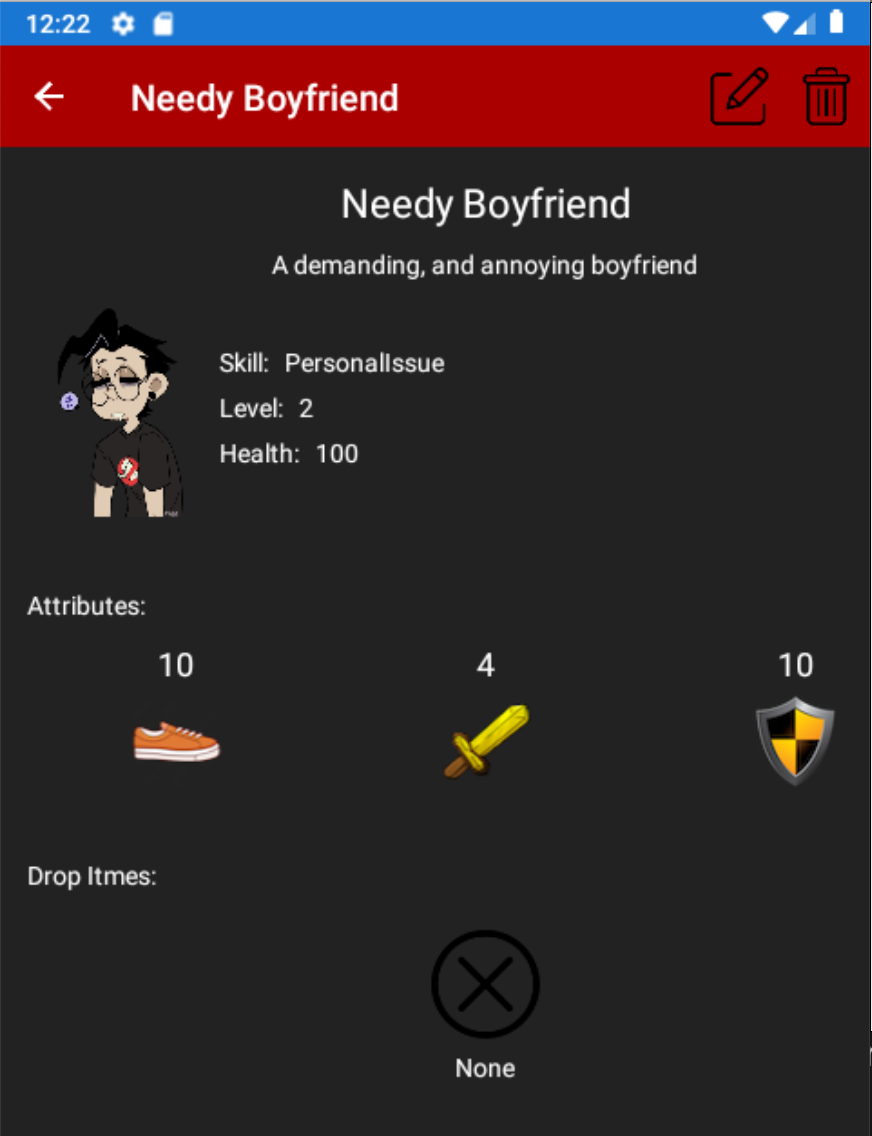 12:22
Needy Boyfriend
Needy Boyfriend
A demanding, and annoying boyfriend
Skill: PersonalIssue
Level: 2
Health: 100
Attributes:
10 4 10
Drop Itmes:
None